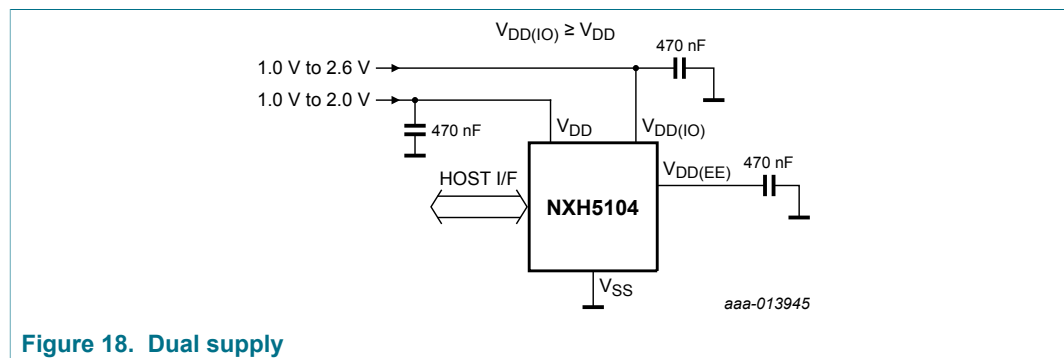 V_DD(IO) ≥ V_DD
470 nF
1.0 V to 2.6 V
1.0 V to 2.0 V
470 nF
V_DD
V_DD(IO)
V_DD(EE)
470 nF
HOST I/F
NXH5104
V_SS
aaa-013945
Figure 18. Dual supply